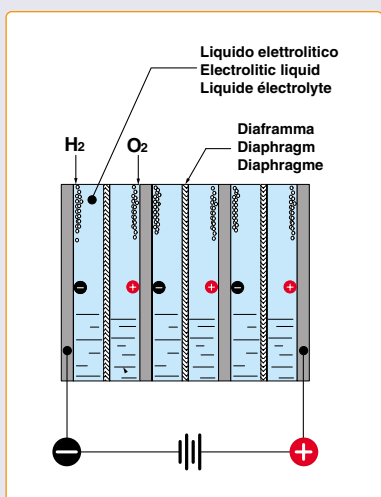 Liquido elettrolitico
Electrolitic liquid
Liquide électrolyte
Diaframma
Diaphragm
Diaphragme
H2
O2
- + - + - +
- +